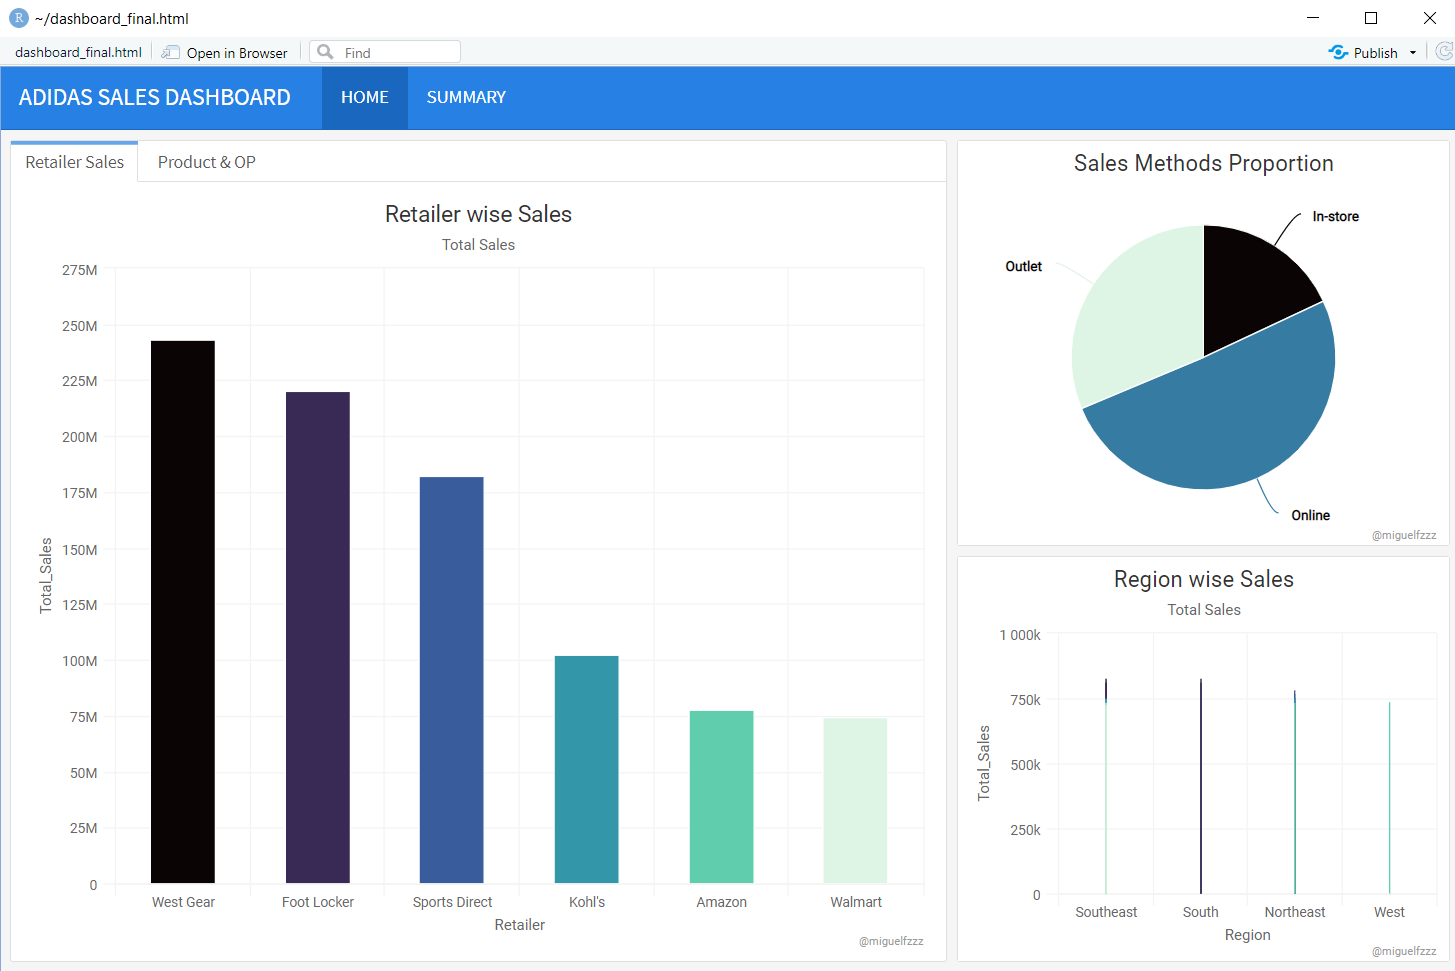 R ~/dashboard_final.html
dashboard_final.html Open in Browser Find Publish
ADIDAS SALES DASHBOARD HOME SUMMARY
Retailer Sales Product & OP
Retailer wise Sales
Total Sales
275M
250M
225M
200M
175M
150M
125M
100M
75M
50M
25M
0
Total_Sales
West Gear Foot Locker Sports Direct Kohl's Amazon Walmart
Retailer
@miguelfzzz
Sales Methods Proportion
In-store
Outlet
Online
@miguelfzzz
Region wise Sales
Total Sales
1 000k
750k
500k
250k
0
Total_Sales
Southeast South Northeast West
Region
@miguelfzzz